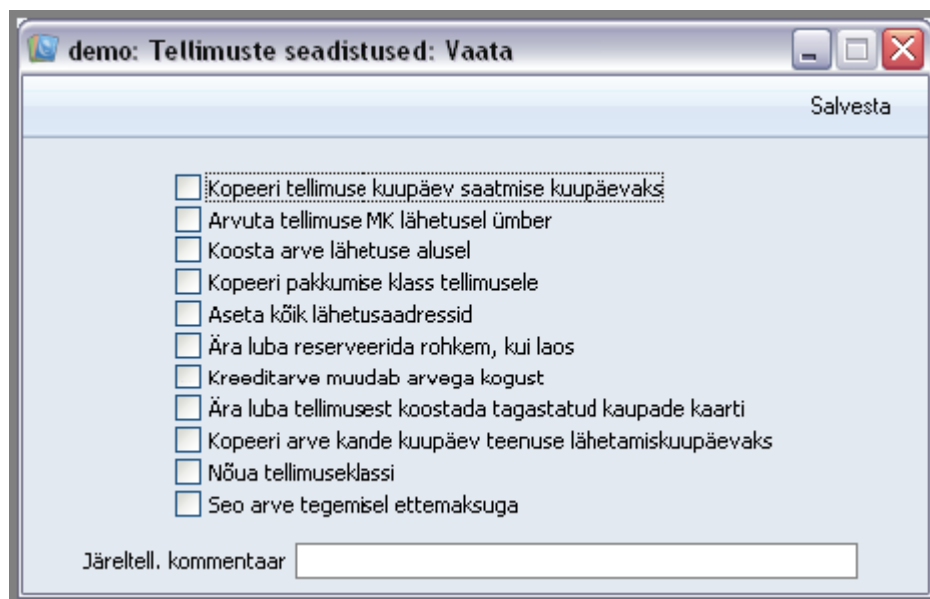 demo: Tellimuste seadistused: Vaata
Salvesta
Kopeeri tellimuse kuupäev saatmise kuupäevaks
Arvuta tellimuse MK lähetusel ümber
Koosta arve lähetuse alusel
Kopeeri pakkumise klass tellimusele
Aseta kõik lähetusaadressid
Ära luba reserveerida rohkem, kui laos
Kreeditarve muudab arvega kogust
Ära luba tellimusest koostada tagastatud kaupade kaarti
Kopeeri arve kande kuupäev teenuse lähetamiskuupäevaks
Nõua tellimuseklassi
Seo arve tegemisel ettemaksuga
Järeltell. kommentaar